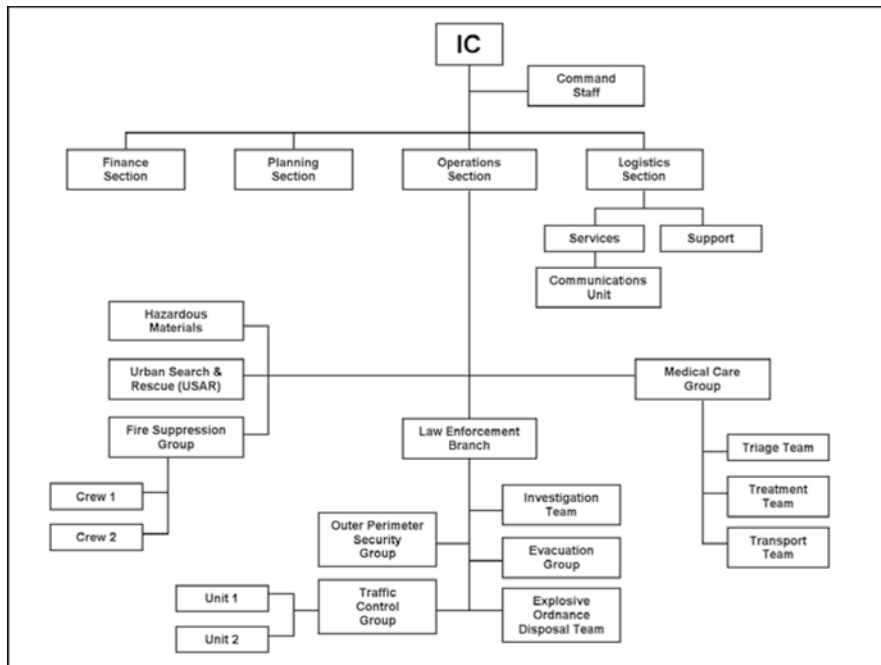 IC
Command
Staff
Finance
Section
Planning
Section
Operations
Section
Logistics
Section
Services
Support
Communications
Unit
Hazardous
Materials
Urban Search &
Rescue (USAR)
Medical Care
Group
Fire Suppression
Group
Law Enforcement
Branch
Triage Team
Crew 1
Investigation
Team
Treatment
Team
Crew 2
Outer Perimeter
Security
Group
Evacuation
Group
Transport
Team
Unit 1
Traffic
Control
Group
Explosive
Ordnance
Disposal Team
Unit 2